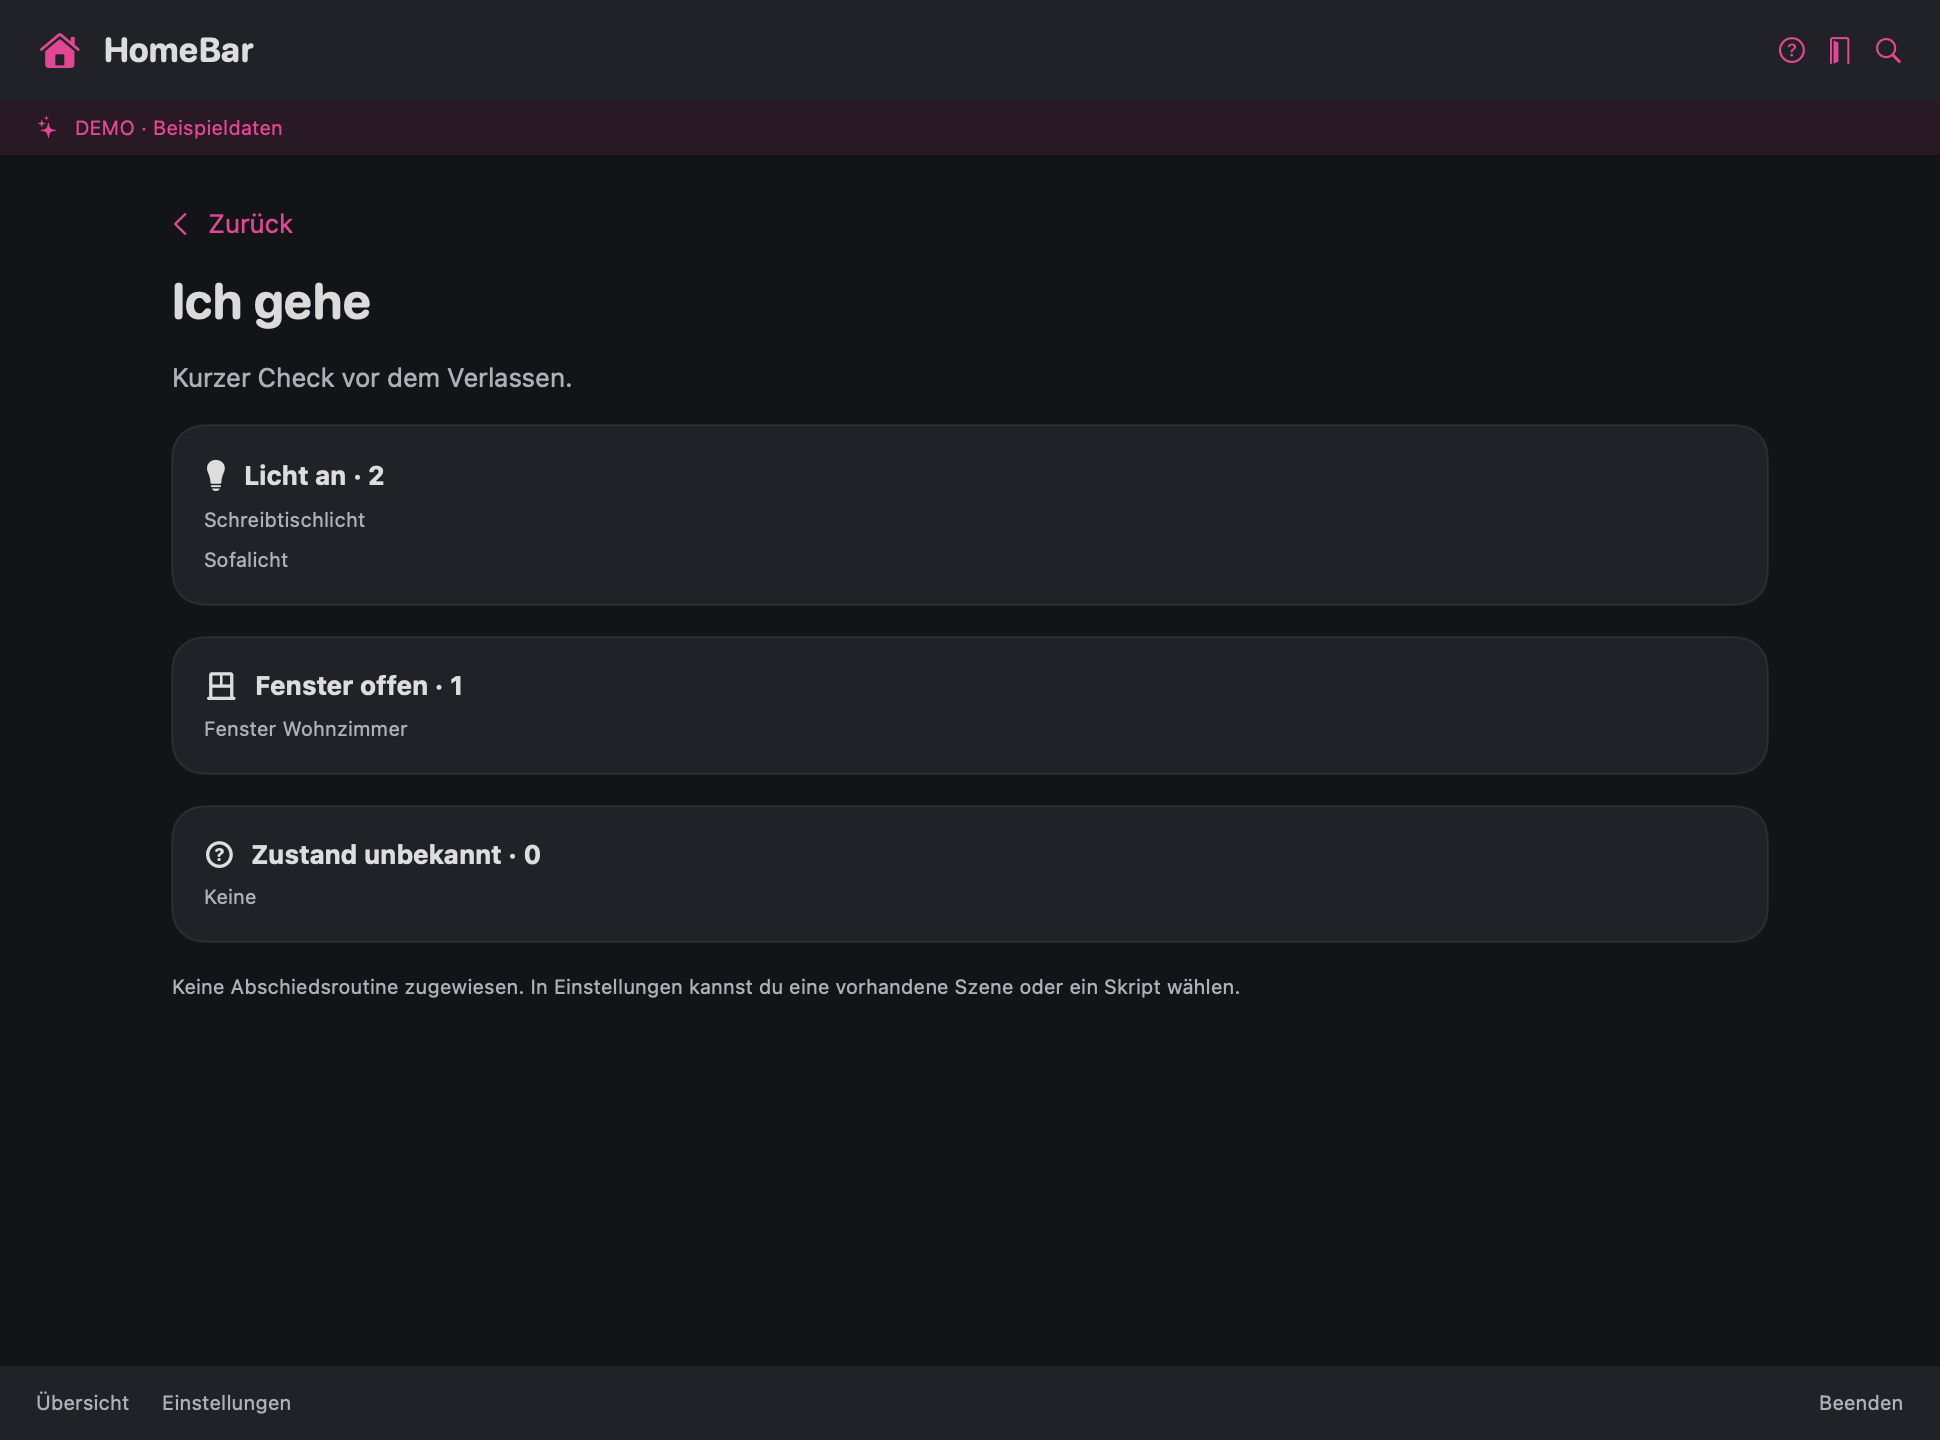 HomeBar
DEMO · Beispieldaten
Zurück
Ich gehe
Kurzer Check vor dem Verlassen.
Licht an · 2
Schreibtischlicht
Sofalicht
Fenster offen · 1
Fenster Wohnzimmer
Zustand unbekannt · 0
Keine
Keine Abschiedsroutine zugewiesen. In Einstellungen kannst du eine vorhandene Szene oder ein Skript wählen.
Übersicht Einstellungen Beenden